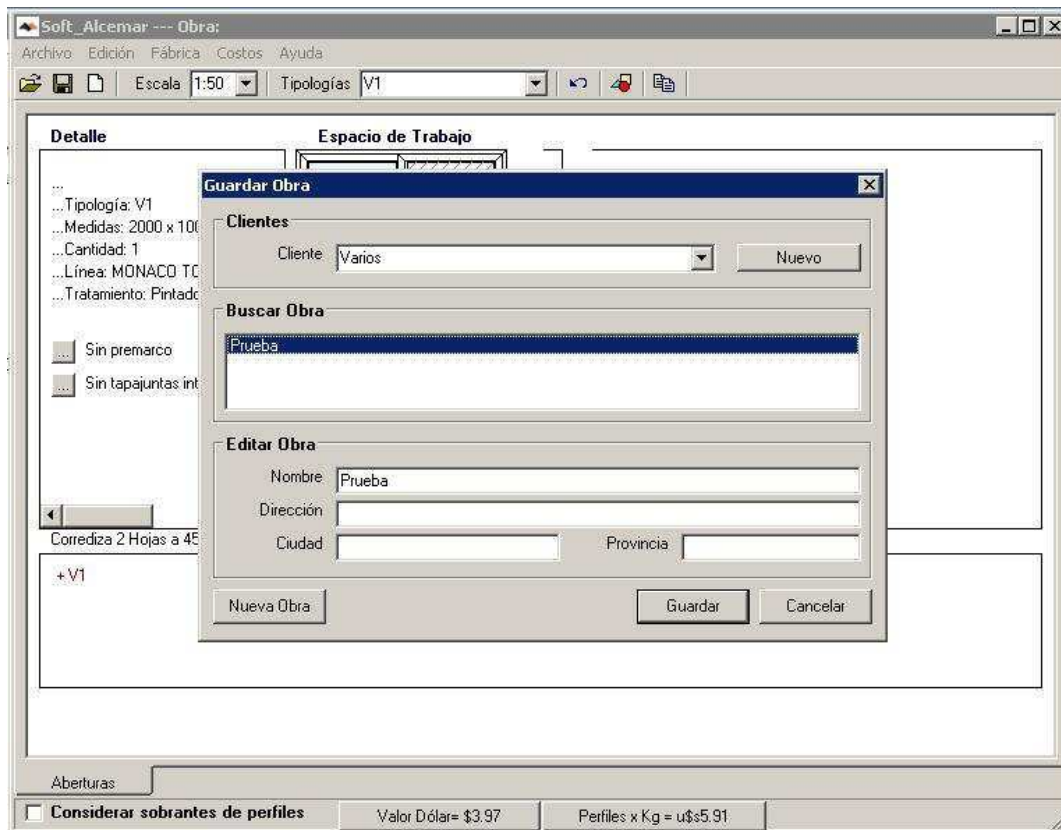 Soft_Alcemar --- Obra:
Archivo Edición Fábrica Costos Ayuda
Escala 1:50 Tipologías V1
Detalle Espacio de Trabajo
...
...Tipología: V1
...Medidas: 2000 x 100
...Cantidad: 1
...Línea: MONACO TO
...Tratamiento: Pintado
... Sin premarco
... Sin tapajuntas int
Corrediza 2 Hojas a 45
+ V1
Guardar Obra
Clientes
Cliente Varios Nuevo
Buscar Obra
Prueba
Editar Obra
Nombre Prueba
Dirección
Ciudad Provincia
Nueva Obra Guardar Cancelar
Aberturas
Considerar sobrantes de perfiles Valor Dólar= $3.97 Perfiles x Kg = u$s5.91